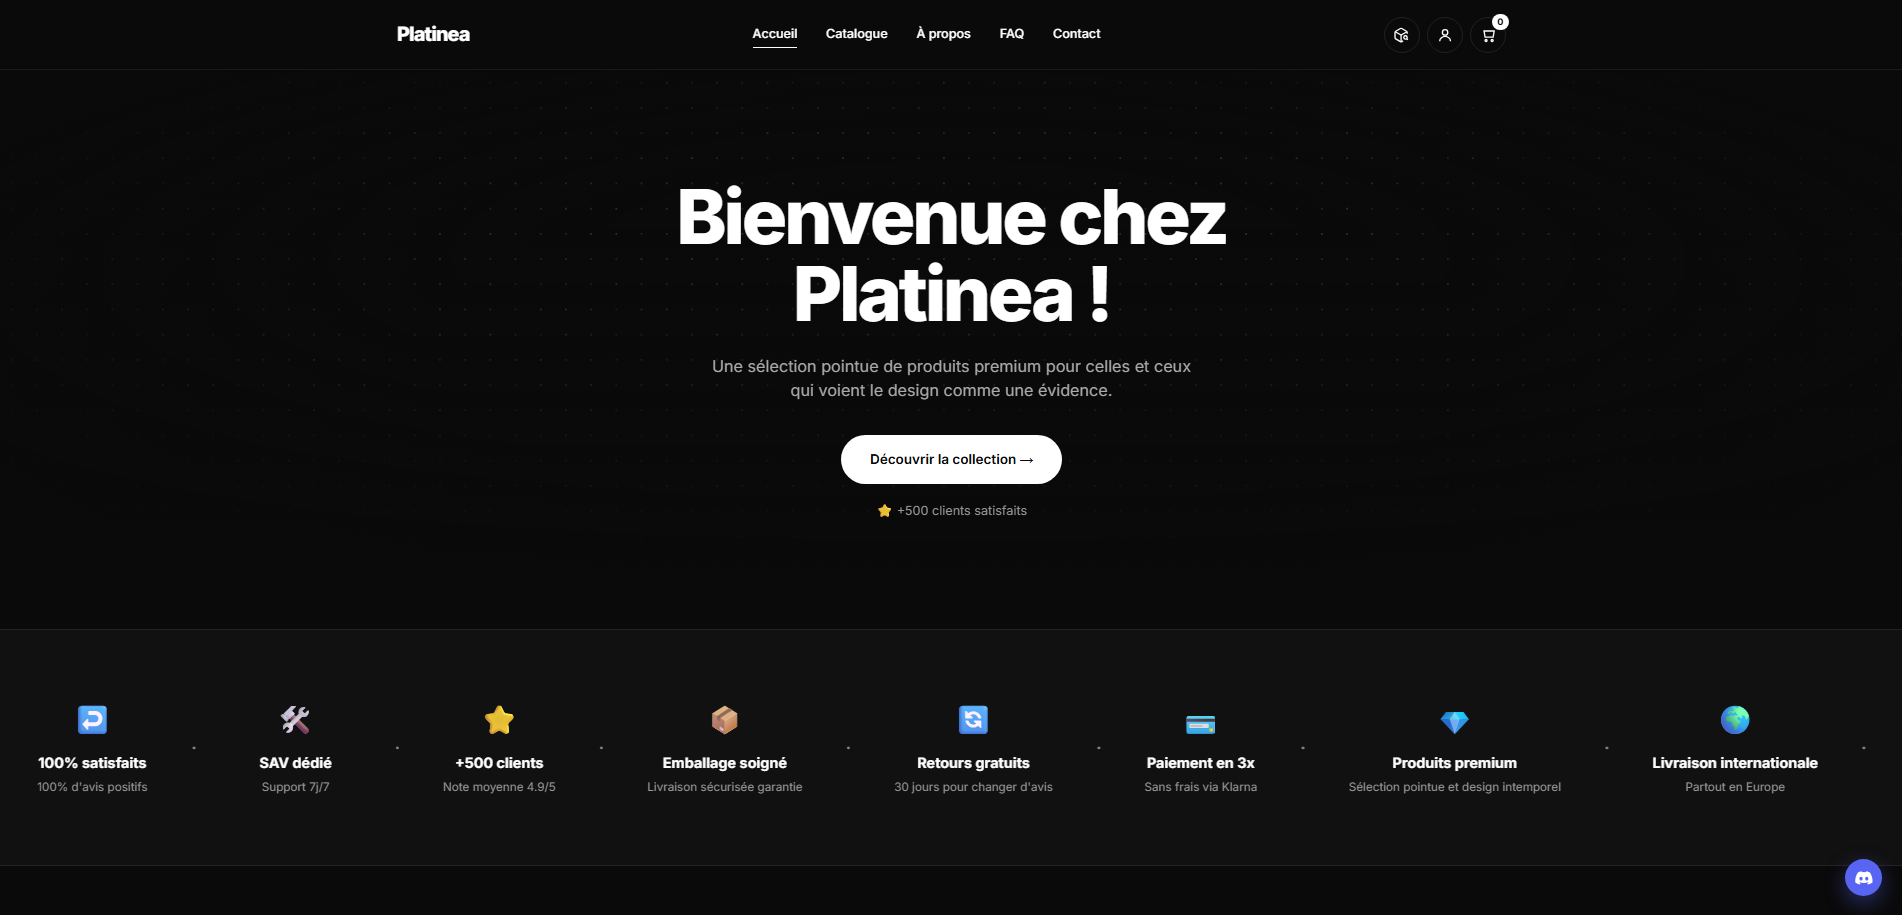 Platinea
Accueil
Catalogue
À propos
FAQ
Contact
0
Bienvenue chez
Platinea !
Une sélection pointue de produits premium pour celles et ceux
qui voient le design comme une évidence.
Découvrir la collection →
+500 clients satisfaits
100% satisfaits
100% d'avis positifs
SAV dédié
Support 7j/7
+500 clients
Note moyenne 4.9/5
Emballage soigné
Livraison sécurisée garantie
Retours gratuits
30 jours pour changer d'avis
Paiement en 3x
Sans frais via Klarna
Produits premium
Sélection pointue et design intemporel
Livraison internationale
Partout en Europe